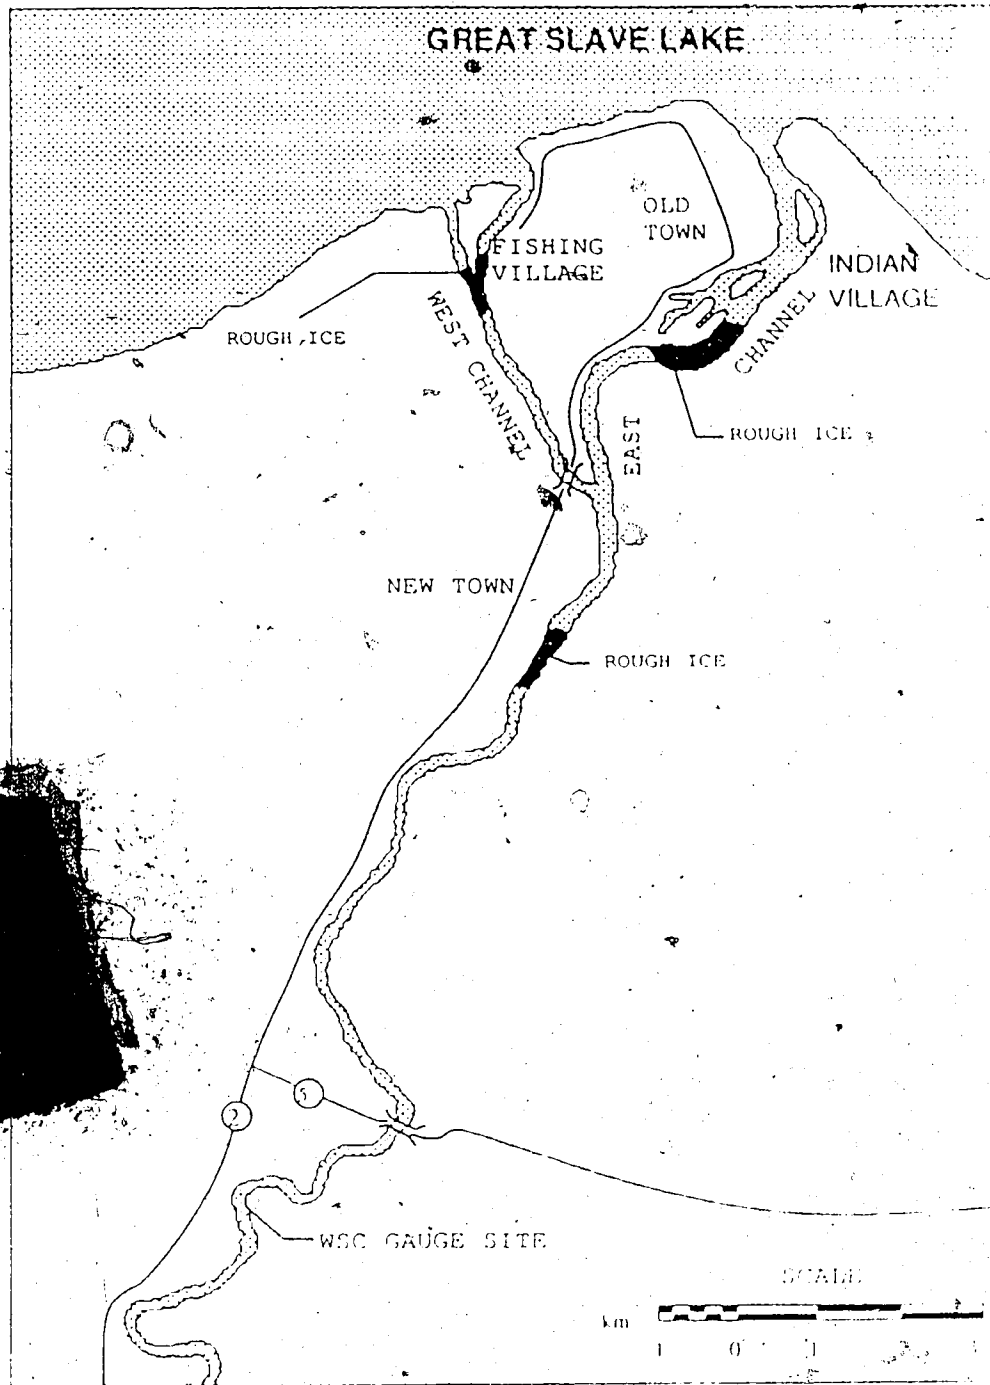 GREAT SLAVE LAKE
OLD
TOWN
FISHING
VILLAGE
INDIAN
VILLAGE
ROUGH ICE
WEST CHANNEL
CHANNEL
EAST
ROUGH ICE
NEW TOWN
ROUGH ICE
5
2
WSC GAUGE SITE
SCALE
km
1 0 1